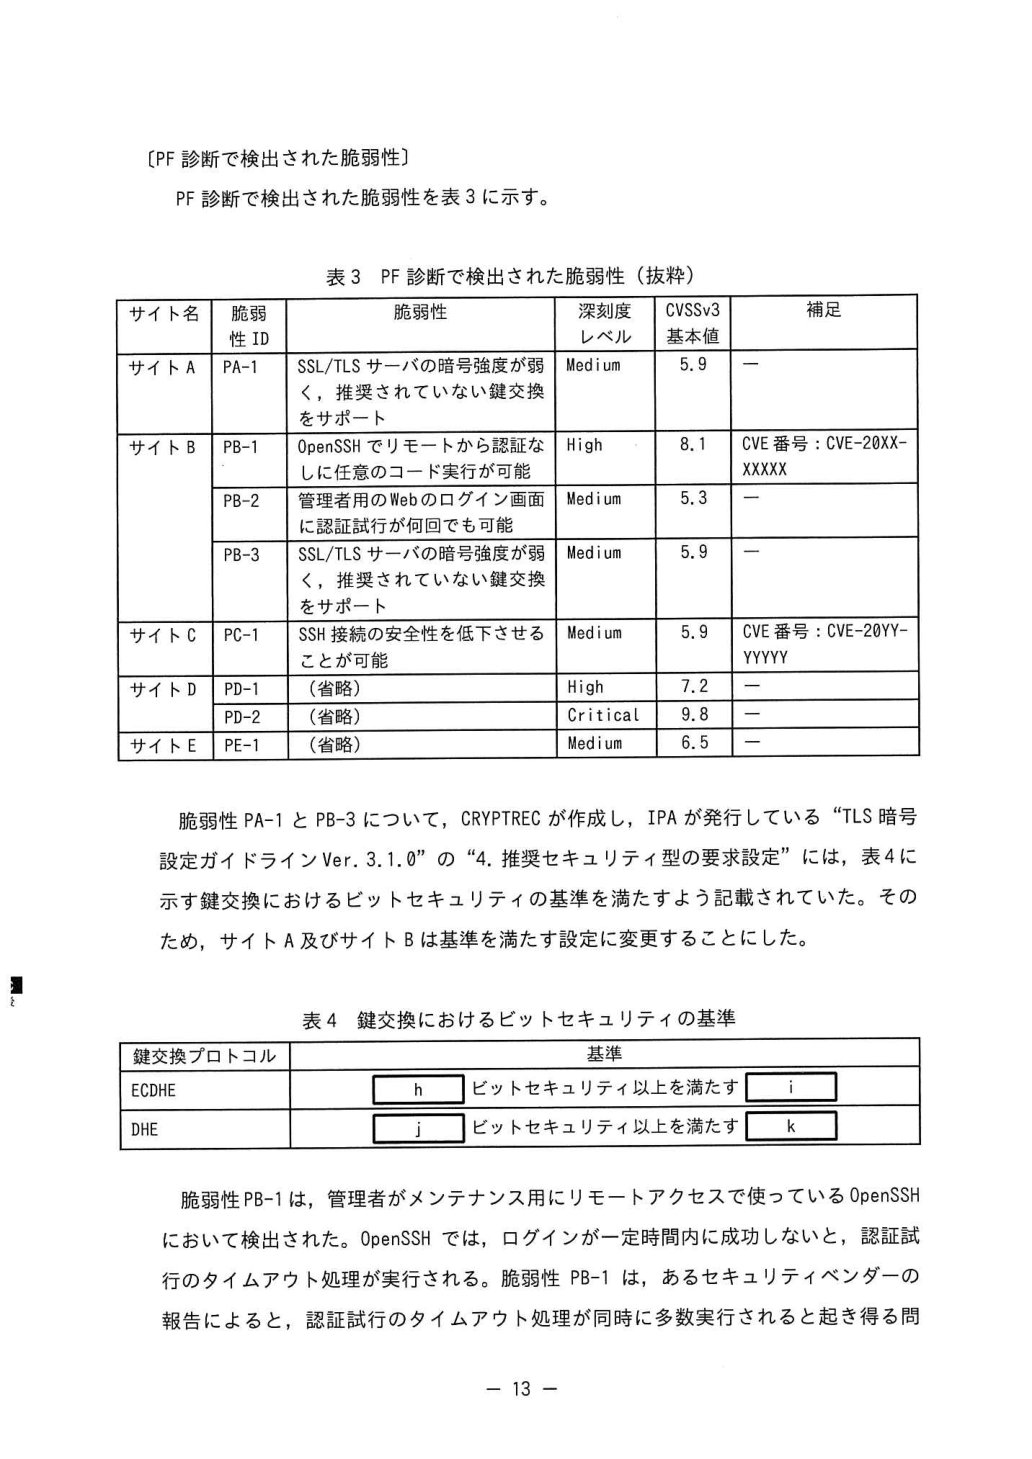 〔PF 診断で検出された脆弱性〕
PF 診断で検出された脆弱性を表 3 に示す。
表 3 PF 診断で検出された脆弱性（抜粋）
サイト名 脆弱性 ID 脆弱性 深刻度レベル CVSSv3 基本値 補足
サイト A PA-1 SSL/TLS サーバの暗号強度が弱 Medium 5.9 ―
く，推奨されていない鍵交換
をサポート
サイト B PB-1 OpenSSH でリモートから認証な High 8.1 CVE 番号：CVE-20XX-
しに任意のコード実行が可能 XXXXX
PB-2 管理者用の Web のログイン画面 Medium 5.3 ―
に認証試行が何回でも可能
PB-3 SSL/TLS サーバの暗号強度が弱 Medium 5.9 ―
く，推奨されていない鍵交換
をサポート
サイト C PC-1 SSH 接続の安全性を低下させる Medium 5.9 CVE 番号：CVE-20YY-
ことが可能 YYYYY
サイト D PD-1 （省略） High 7.2 ―
PD-2 （省略） Critical 9.8 ―
サイト E PE-1 （省略） Medium 6.5 ―
脆弱性 PA-1 と PB-3 について，CRYPTREC が作成し，IPA が発行している “TLS 暗号
設定ガイドライン Ver. 3.1.0” の “4. 推奨セキュリティ型の要求設定” には，表 4 に
示す鍵交換におけるビットセキュリティの基準を満たすよう記載されていた。その
ため，サイト A 及びサイト B は基準を満たす設定に変更することにした。
表 4 鍵交換におけるビットセキュリティの基準
鍵交換プロトコル 基準
ECDHE h ビットセキュリティ以上を満たす i
DHE j ビットセキュリティ以上を満たす k
脆弱性 PB-1 は，管理者がメンテナンス用にリモートアクセスで使っている OpenSSH
において検出された。OpenSSH では，ログインが一定時間内に成功しないと，認証試
行のタイムアウト処理が実行される。脆弱性 PB-1 は，あるセキュリティベンダーの
報告によると，認証試行のタイムアウト処理が同時に多数実行されると起き得る問
― 13 ―